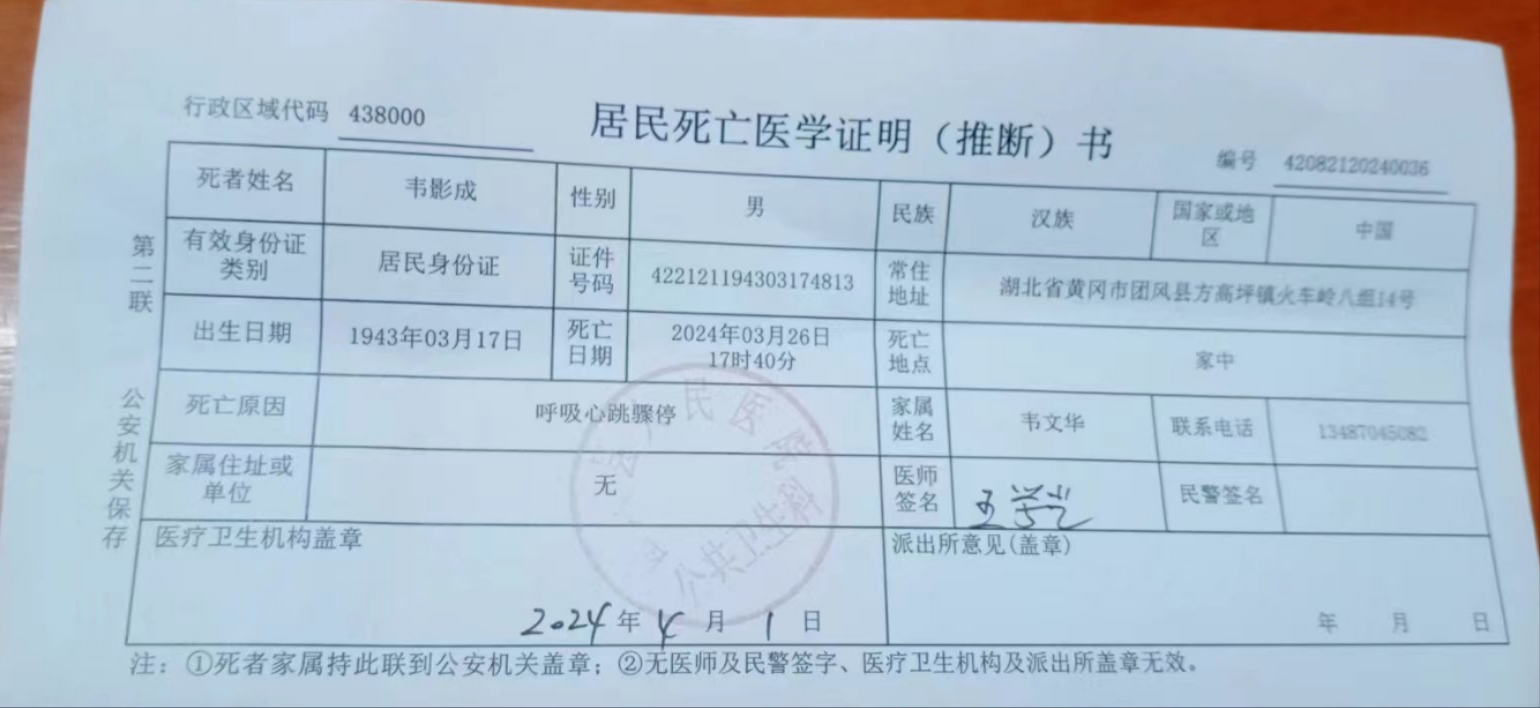 行政区域代码 438000
居民死亡医学证明（推断）书
编号 42082120240036
第二联
公安机关保存
死者姓名 韦影成 性别 男 民族 汉族 国家或地区 中国
有效身份证类别 居民身份证 证件号码 422121194303174813 常住地址 湖北省黄冈市团风县方高坪镇火车岭八组14号
出生日期 1943年03月17日 死亡日期 2024年03月26日 17时40分 死亡地点 家中
死亡原因 呼吸心跳骤停 家属姓名 韦文华 联系电话 13487045082
家属住址或单位 无 医师签名 民警签名
医疗卫生机构盖章 派出所意见(盖章)
人民医院
公共卫生科
2024年4月1日 年 月 日
注：①死者家属持此联到公安机关盖章；②无医师及民警签字、医疗卫生机构及派出所盖章无效。